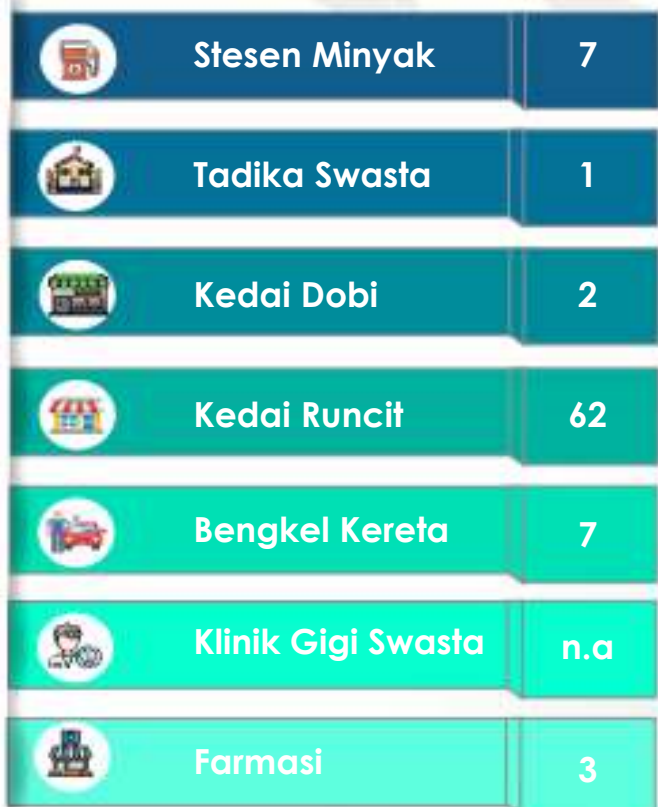 Stesen Minyak 7
Tadika Swasta 1
Kedai Dobi 2
Kedai Runcit 62
Bengkel Kereta 7
Klinik Gigi Swasta n.a
Farmasi 3